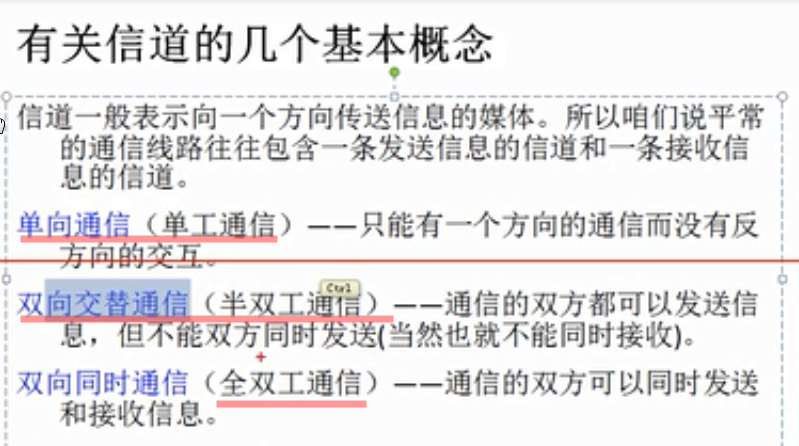 有关信道的几个基本概念
信道一般表示向一个方向传送信息的媒体。所以咱们说平常
的通信线路往往包含一条发送信息的信道和一条接收信
息的信道。
单向通信（单工通信）——只能有一个方向的通信而没有反
方向的交互。
Ctrl
双向交替通信（半双工通信）——通信的双方都可以发送信
息，但不能双方同时发送(当然也就不能同时接收)。
双向同时通信（全双工通信）——通信的双方可以同时发送
和接收信息。